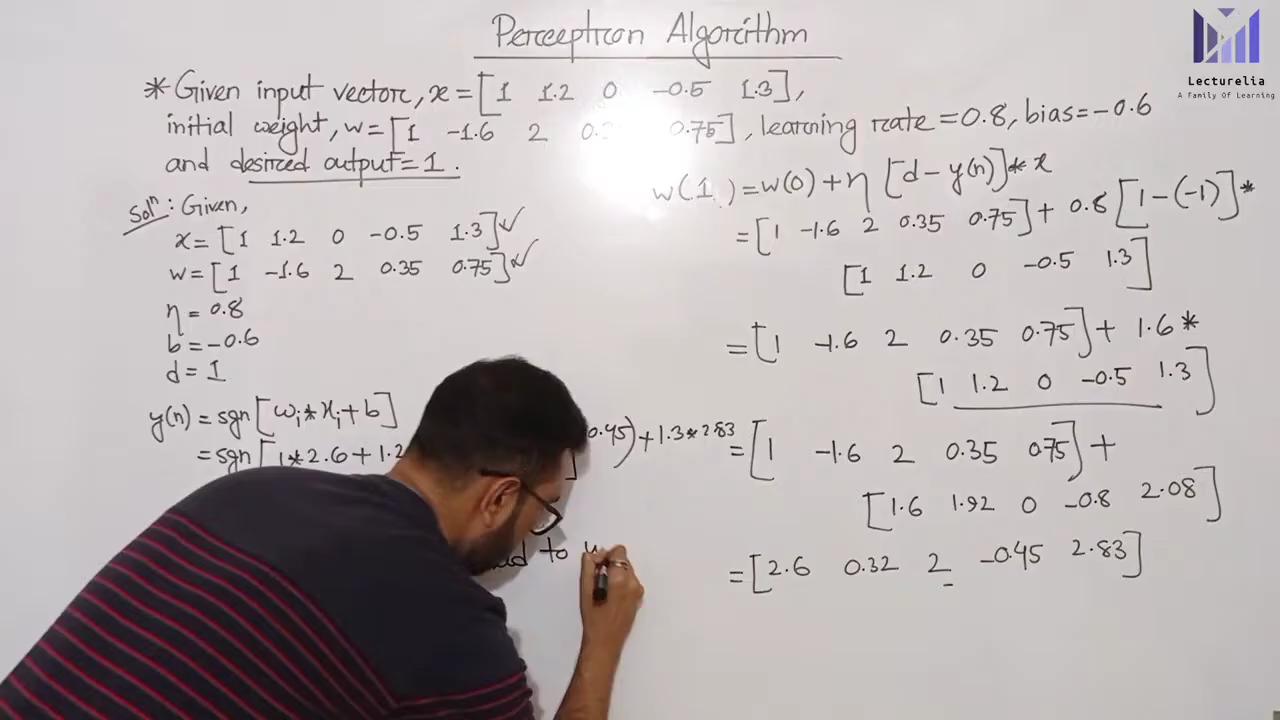 Perceptron Algorithm
Lecturelia
A Family Of Learning
* Given input vector, x = [1 1.2 0 -0.5 1.3],
initial weight, w = [1 -1.6 2 0.75], learning rate = 0.8, bias = -0.6
and desired output = 1.
Solⁿ: Given,
x = [1 1.2 0 -0.5 1.3] ✓
w = [1 -1.6 2 0.35 0.75] ✓
η = 0.8
b = -0.6
d = 1
y(n) = sgn [wᵢ * xᵢ + b]
= sgn [1*2.6 + 1.2 0.45) + 1.3*2.83
]
to
w(1) = w(0) + η [d - y(n)] * x
= [1 -1.6 2 0.35 0.75] + 0.8 [1 - (-1)] *
[1 1.2 0 -0.5 1.3]
= [1 -1.6 2 0.35 0.75] + 1.6 *
[1 1.2 0 -0.5 1.3]
= [1 -1.6 2 0.35 0.75] +
[1.6 1.92 0 -0.8 2.08]
= [2.6 0.32 2 -0.45 2.83]